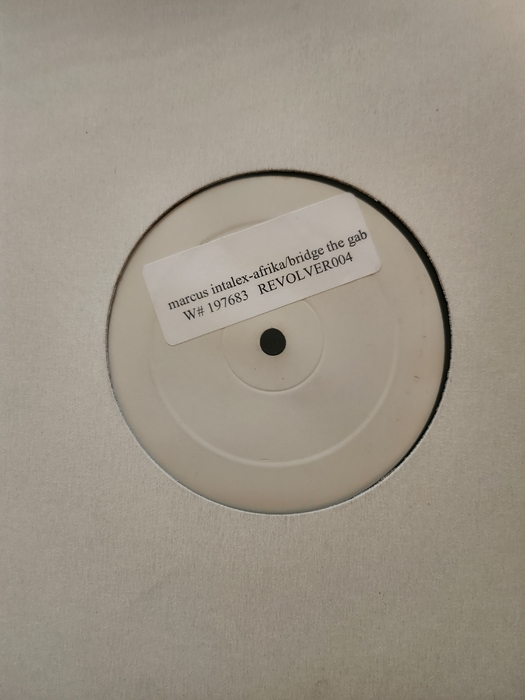 marcus intalex-afrika/bridge the gab
W# 197683 REVOLVER004